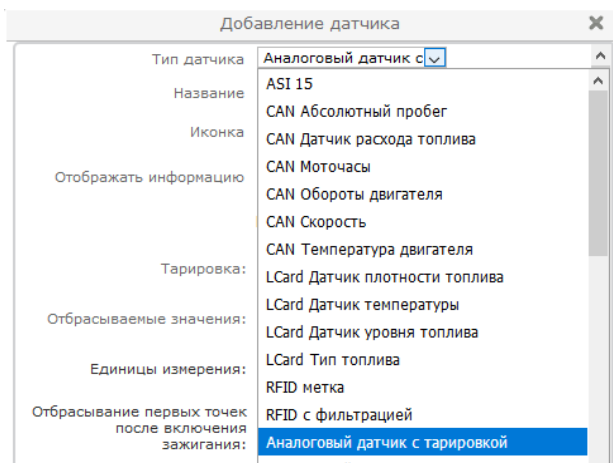 Добавление датчика
Тип датчика
Аналоговый датчик с
Название
Иконка
Отображать информацию
Тарировка:
Отбрасываемые значения:
Единицы измерения:
Отбрасывание первых точек
после включения
зажигания:
ASI 15
CAN Абсолютный пробег
CAN Датчик расхода топлива
CAN Моточасы
CAN Обороты двигателя
CAN Скорость
CAN Температура двигателя
LCard Датчик плотности топлива
LCard Датчик температуры
LCard Датчик уровня топлива
LCard Тип топлива
RFID метка
RFID с фильтрацией
Аналоговый датчик с тарировкой